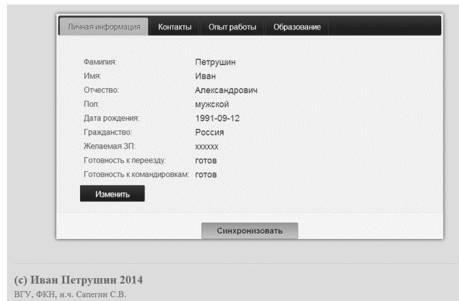 Личная информация Контакты Опыт работы Образование
Фамилия: Петрушин
Имя: Иван
Отчество: Александрович
Пол: мужской
Дата рождения: 1991-09-12
Гражданство: Россия
Желаемая ЗП: xxxxxx
Готовность к переезду: готов
Готовность к командировкам: готов
Изменить
Синхронизовать
(c) Иван Петрушин 2014
ВГУ, ФКН, н.ч. Сапегин С.В.